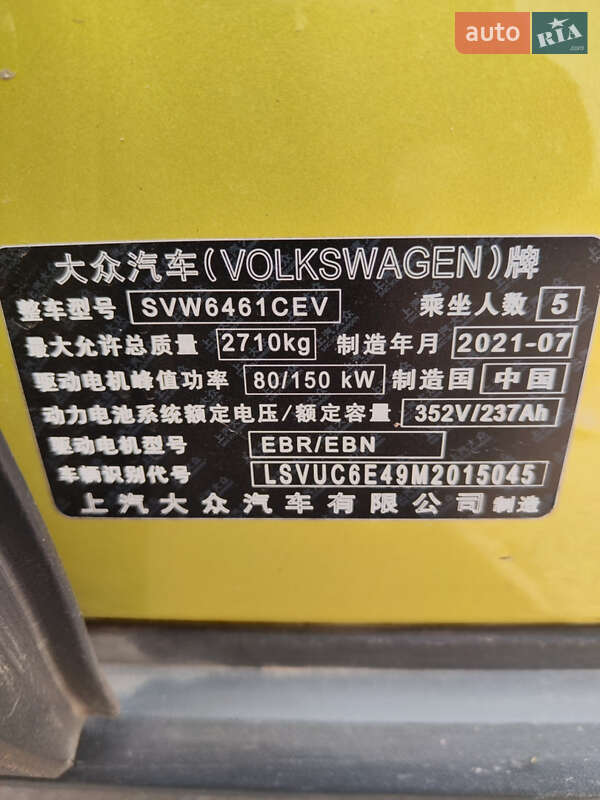 auto RIA.com
大众汽车(VOLKSWAGEN)牌
整车型号 SVW6461CEV 乘坐人数 5
最大允许总质量 2710kg 制造年月 2021-07
驱动电机峰值功率 80/150 kW 制造国 中国
动力电池系统额定电压/额定容量 352V/237Ah
驱动电机型号 EBR/EBN
车辆识别代号 LSVUC6E49M2015045
上汽大众汽车有限公司 制造